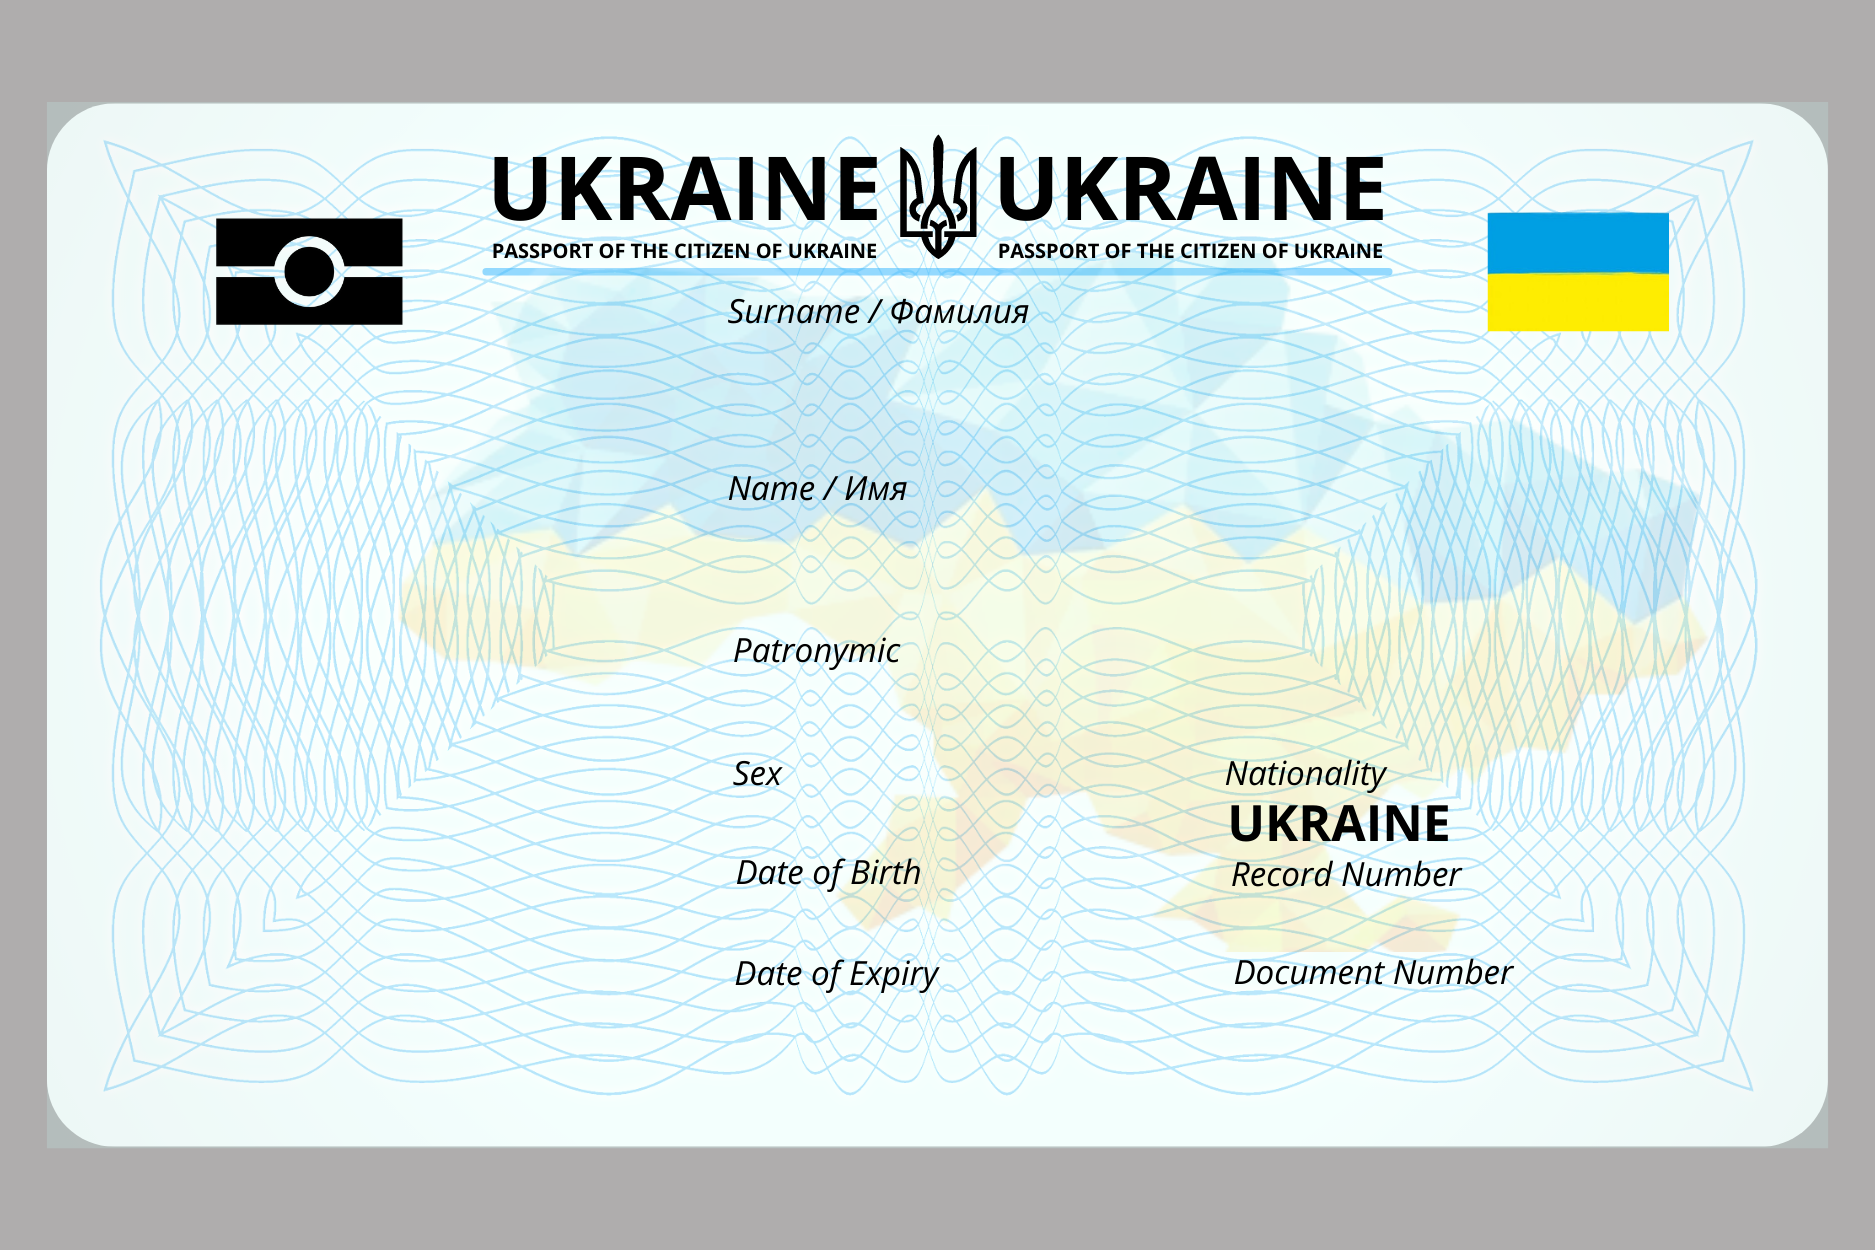 UKRAINE UKRAINE
PASSPORT OF THE CITIZEN OF UKRAINE PASSPORT OF THE CITIZEN OF UKRAINE
Surname / Фамилия
Name / Имя
Patronymic
Sex Nationality
UKRAINE
Date of Birth Record Number
Date of Expiry Document Number